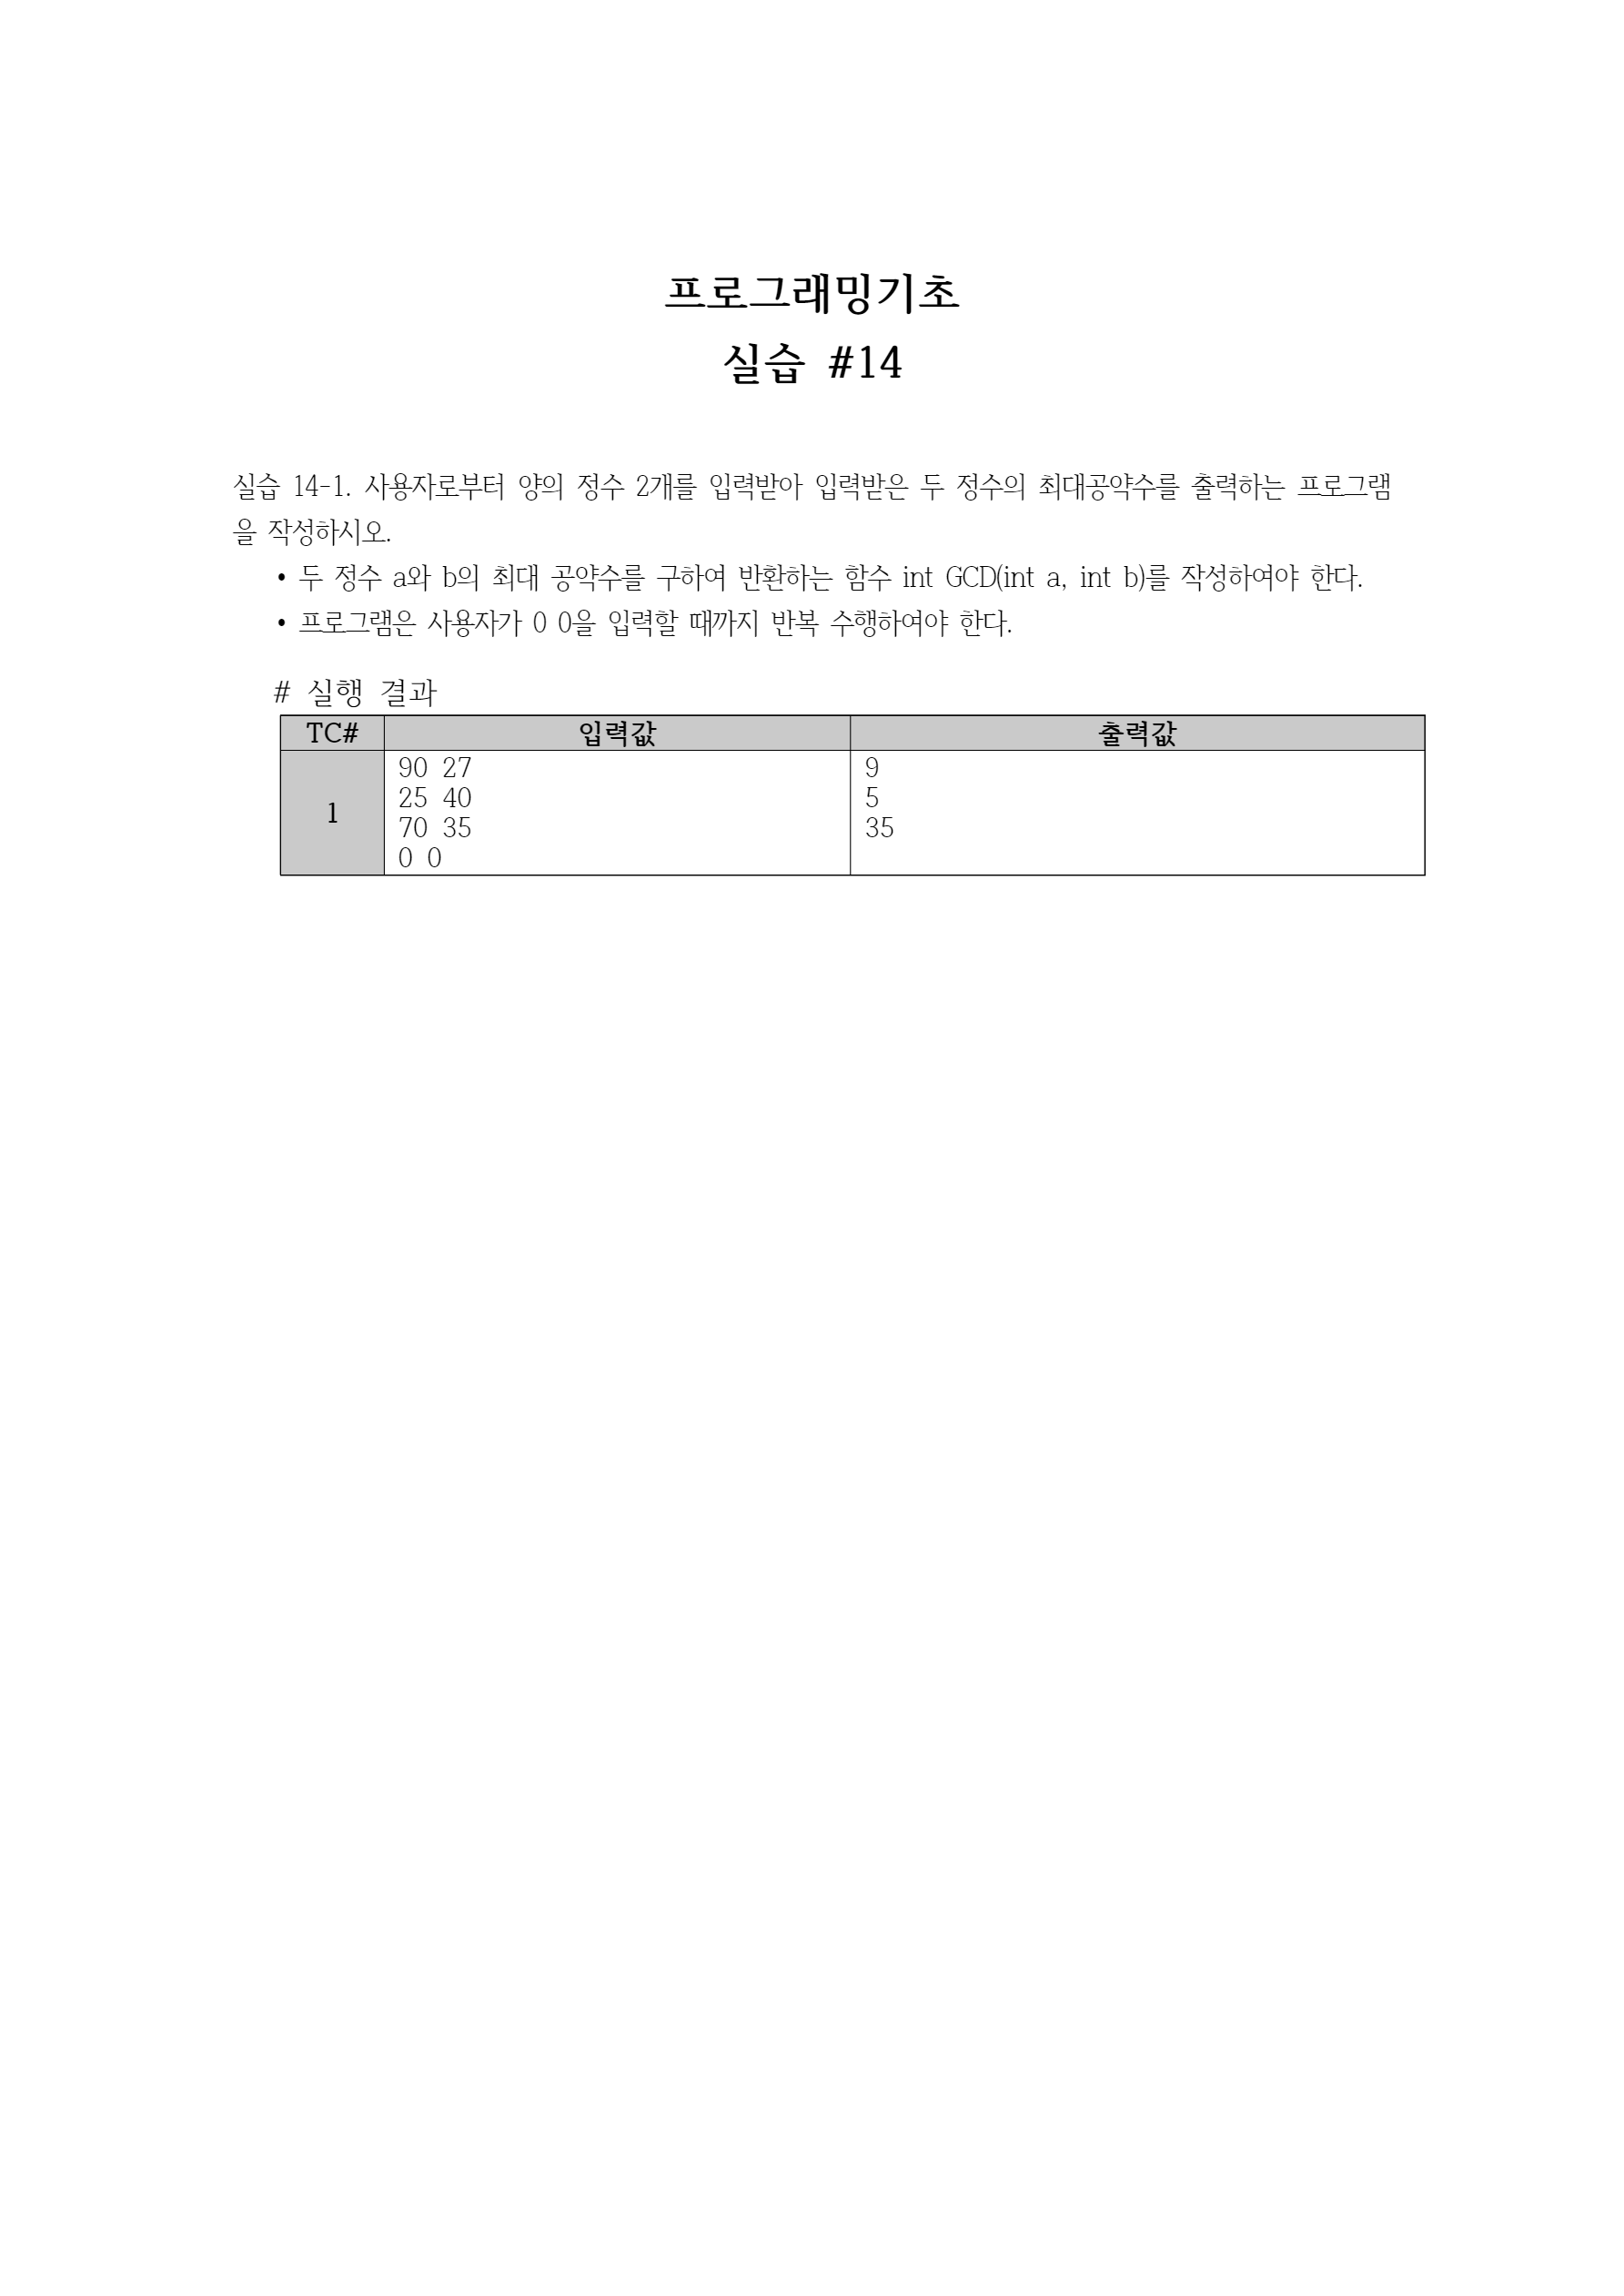 프로그래밍기초
실습 #14
실습 14-1. 사용자로부터 양의 정수 2개를 입력받아 입력받은 두 정수의 최대공약수를 출력하는 프로그램
을 작성하시오.
• 두 정수 a와 b의 최대 공약수를 구하여 반환하는 함수 int GCD(int a, int b)를 작성하여야 한다.
• 프로그램은 사용자가 0 0을 입력할 때까지 반복 수행하여야 한다.
# 실행 결과
TC# 입력값 출력값
1
90 27 9
25 40 5
70 35 35
0 0